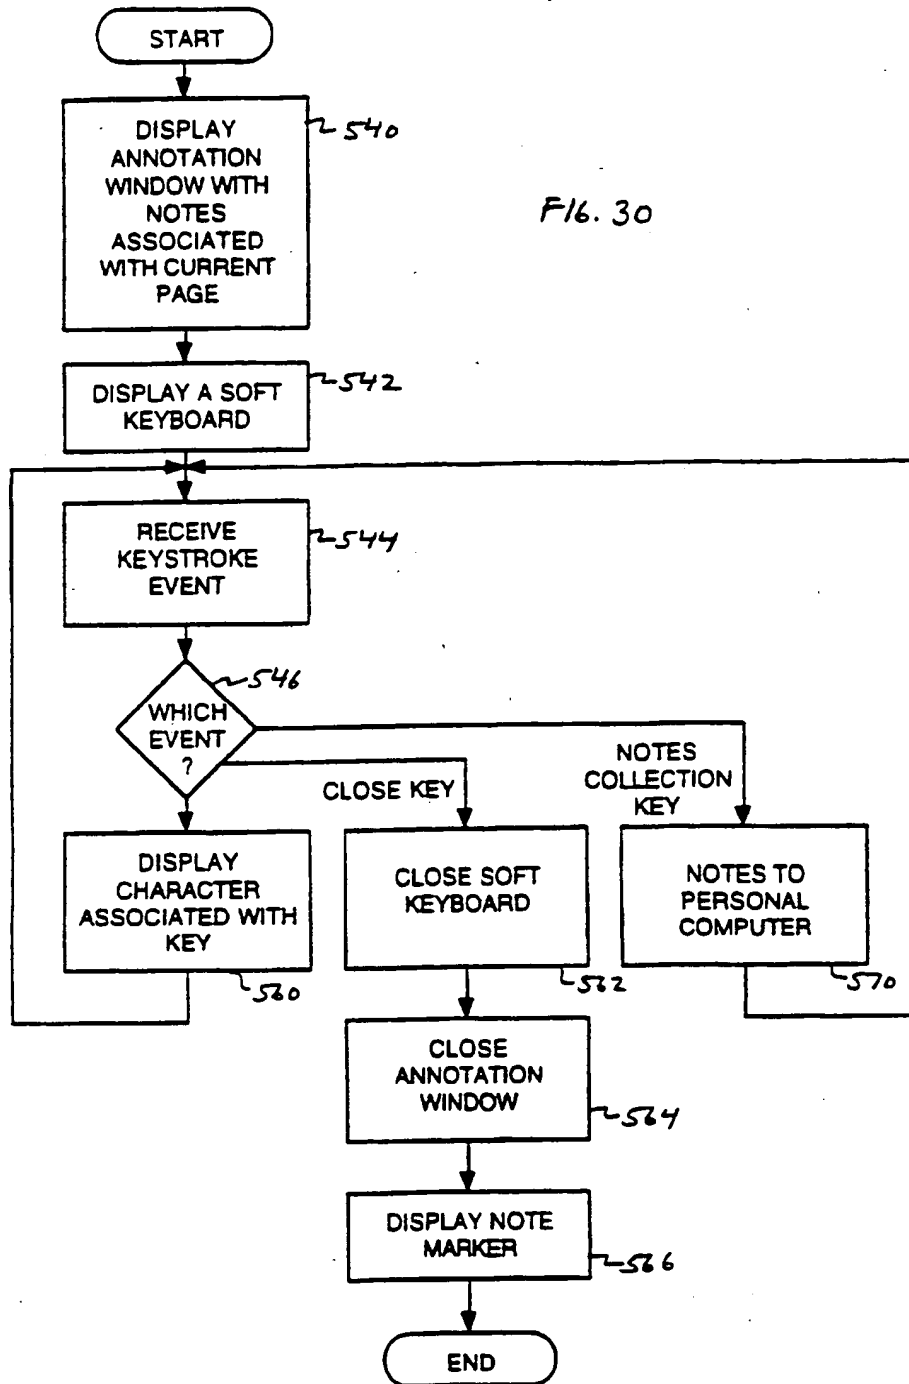 START
DISPLAY
ANNOTATION
WINDOW WITH
NOTES
ASSOCIATED
WITH CURRENT
PAGE
540
FIG. 30
DISPLAY A SOFT
KEYBOARD
542
RECEIVE
KEYSTROKE
EVENT
544
546
WHICH
EVENT
?
CLOSE KEY
NOTES
COLLECTION
KEY
DISPLAY
CHARACTER
ASSOCIATED WITH
KEY
560
CLOSE SOFT
KEYBOARD
562
NOTES TO
PERSONAL
COMPUTER
570
CLOSE
ANNOTATION
WINDOW
564
DISPLAY NOTE
MARKER
566
END